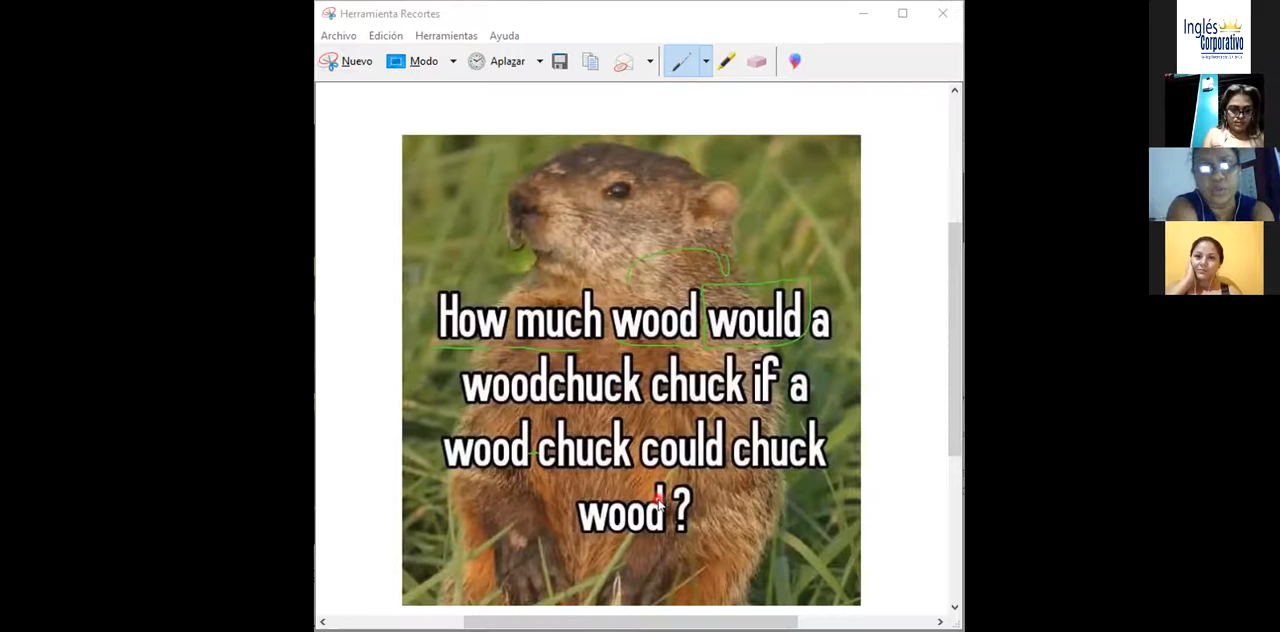 Herramienta Recortes
Archivo Edición Herramientas Ayuda
Nuevo Modo Aplazar
How much wood would a
woodchuck chuck if a
wood chuck could chuck
wood ?
Inglés
Corporativo